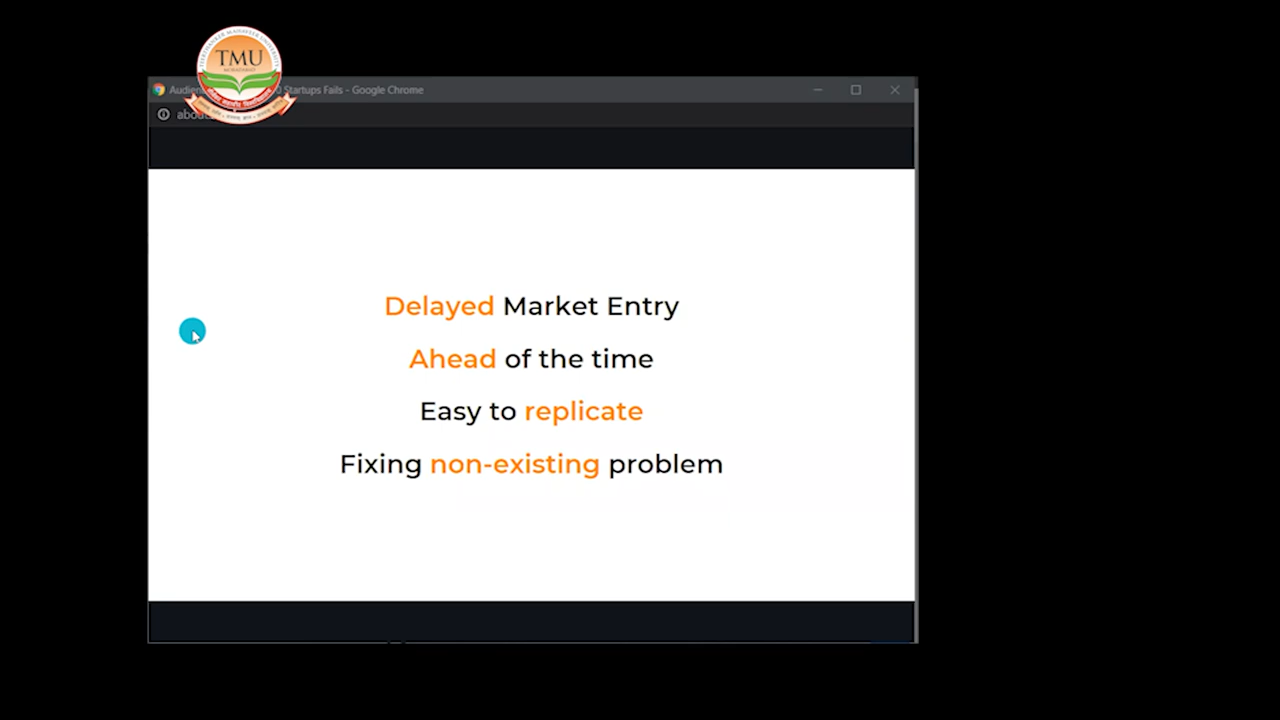 TMU
Audien
Startups Fails - Google Chrome
Delayed Market Entry
Ahead of the time
Easy to replicate
Fixing non-existing problem